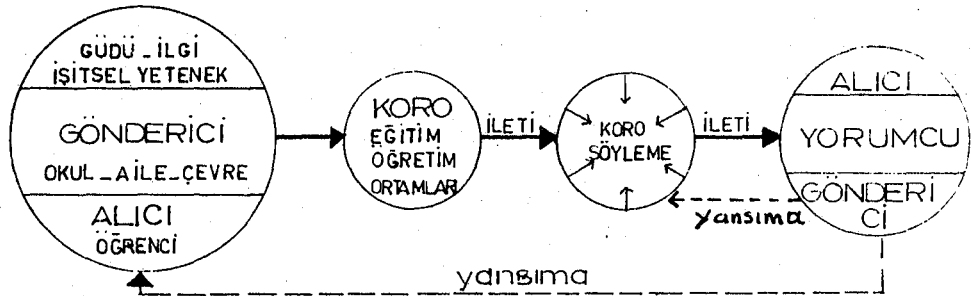 GÜDÜ_İLGİ
İŞİTSEL YETENEK
GÖNDERİCİ
OKUL_AİLE_ÇEVRE
ALICI
ÖĞRENCİ
KORO
EĞİTİM
ÖĞRETİM
ORTAMLARI
İLETİ
KORO
SÖYLEME
İLETİ
ALICI
YORUMCU
GÖNDERİ
Cİ
yansıma
yansıma